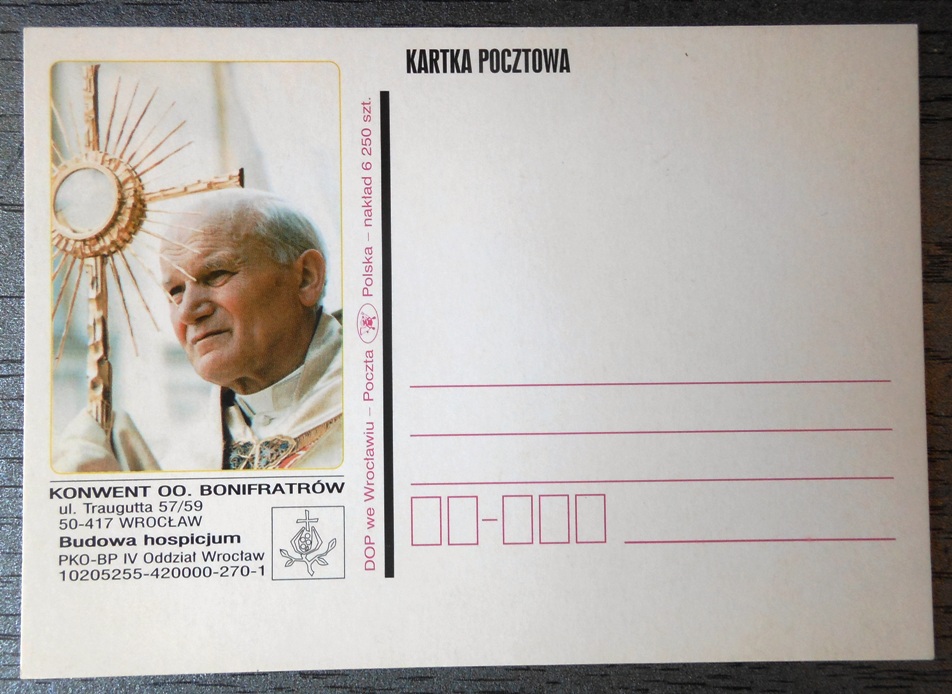 KARTKA POCZTOWA
DOP we Wrocławiu – Poczta Polska – nakład 6 250 szt.
KONWENT OO. BONIFRATRÓW
ul. Traugutta 57/59
50-417 WROCŁAW
Budowa hospicjum
PKO-BP IV Oddział Wrocław
10205255-420000-270-1